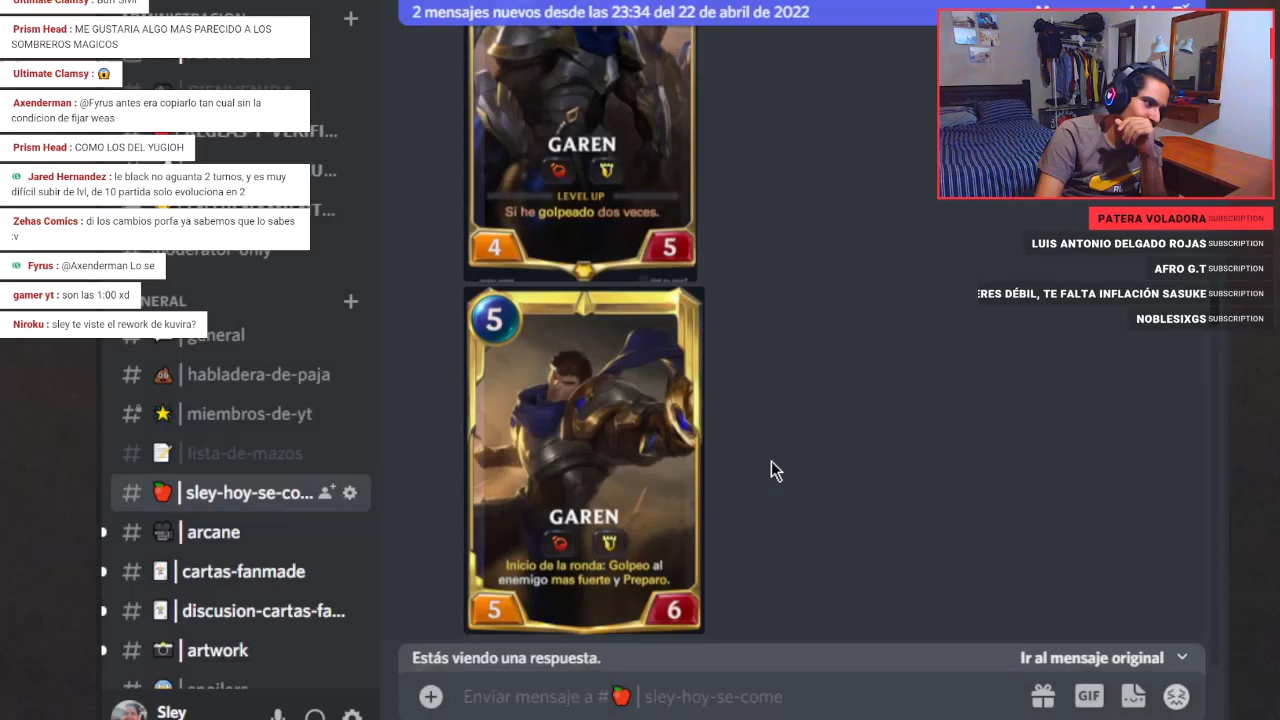 Prism Head : ME GUSTARIA ALGO MAS PARECIDO A LOS
SOMBREROS MAGICOS
Ultimate Clamsy : 😱
Axenderman : @Fyrus antes era copiarlo tan cual sin la
condicion de fijar weas
Prism Head : COMO LOS DEL YUGIOH
Jared Hernandez : le black no aguanta 2 turnos, y es muy
difícil subir de lvl, de 10 partida solo evoluciona en 2
Zehas Comics : di los cambios porfa ya sabemos que lo sabes
:v
Fyrus : @Axenderman Lo se
gamer yt : son las 1:00 xd
Niroku : sley te viste el rework de kuvira?
moderator-only
GENERAL
general
habladera-de-paja
miembros-de-yt
lista-de-mazos
sley-hoy-se-co...
arcane
cartas-fanmade
discusion-cartas-fa...
artwork
spoilers
Sley
2 mensajes nuevos desde las 23:34 del 22 de abril de 2022
GAREN
LEVEL UP
Si he golpeado dos veces.
4
5
5
GAREN
Inicio de la ronda: Golpeo al
enemigo mas fuerte y Preparo.
5
6
Estás viendo una respuesta.
Ir al mensaje original
Enviar mensaje a #🍎 | sley-hoy-se-come
GIF
PATERA VOLADORA SUBSCRIPTION
LUIS ANTONIO DELGADO ROJAS SUBSCRIPTION
AFRO G.T SUBSCRIPTION
ERES DÉBIL, TE FALTA INFLACIÓN SASUKE SUBSCRIPTION
NOBLESIXGS SUBSCRIPTION